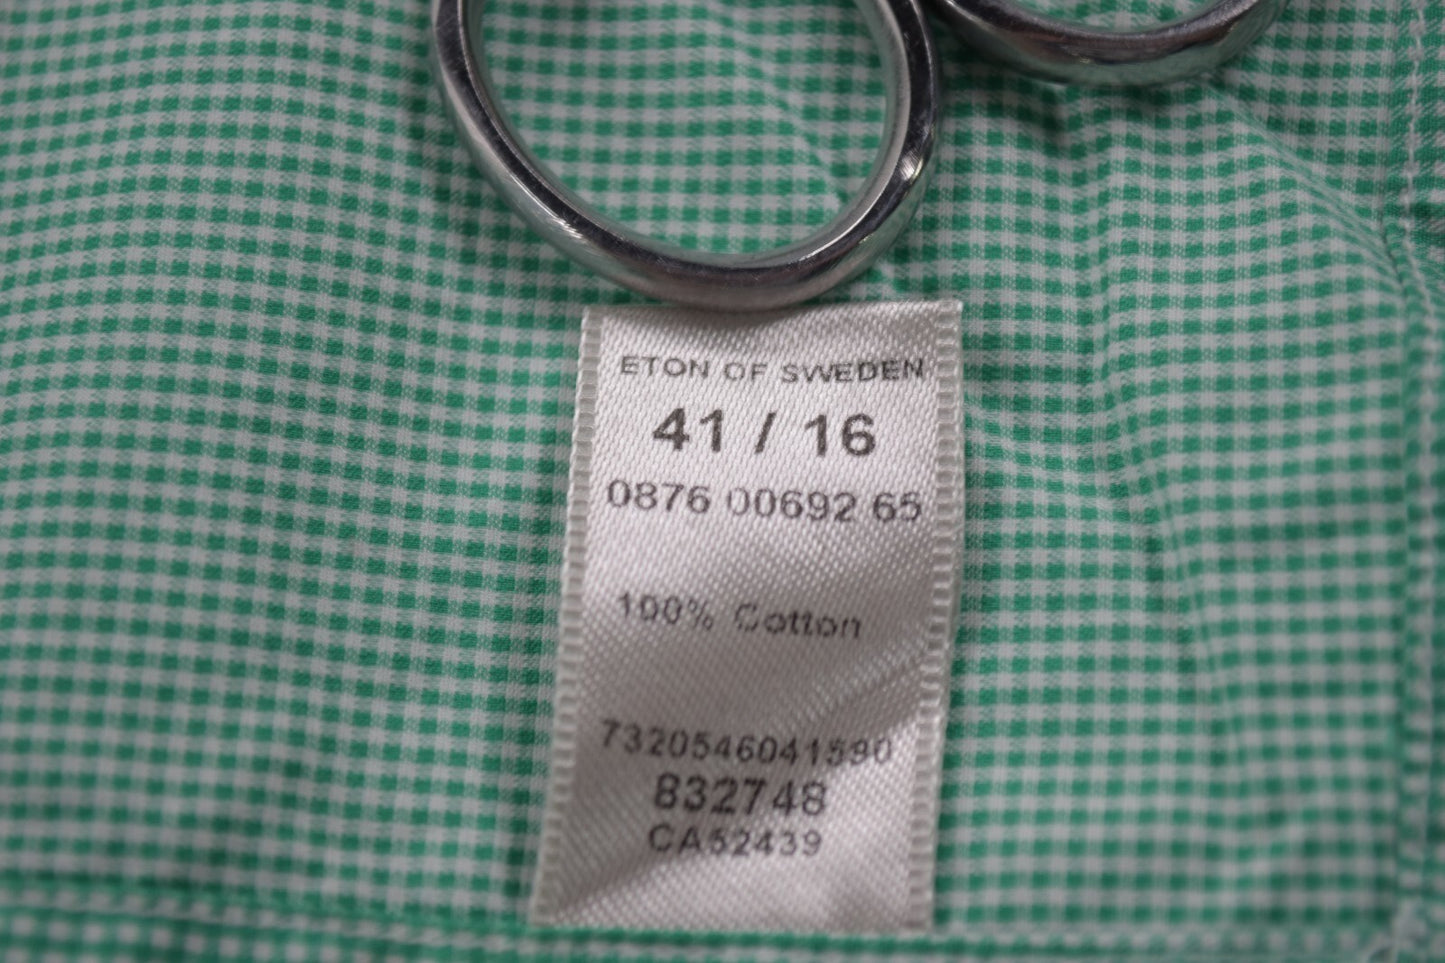 ETON OF SWEDEN
41 / 16
0876 00692 65
100% Cotton
7320546041590
832748
CA52439